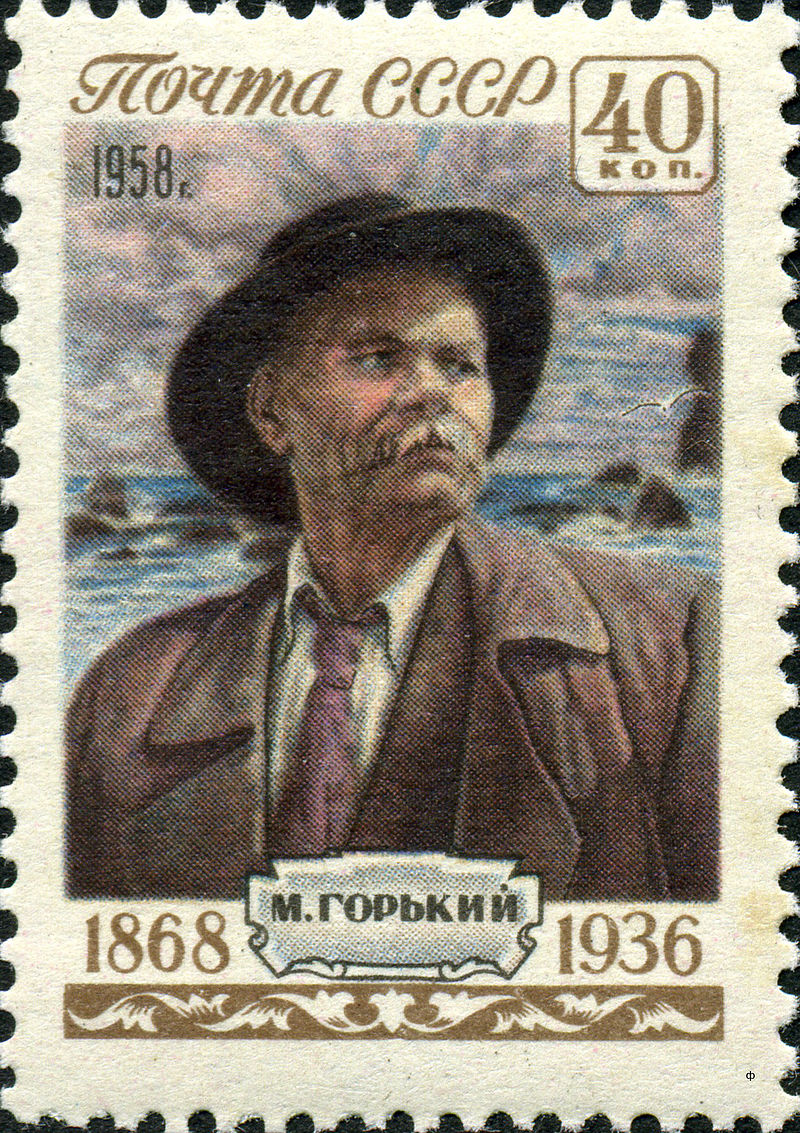 Почта СССР
40
коп.
1958 г.
М. ГОРЬКИЙ
1868 1936
ф